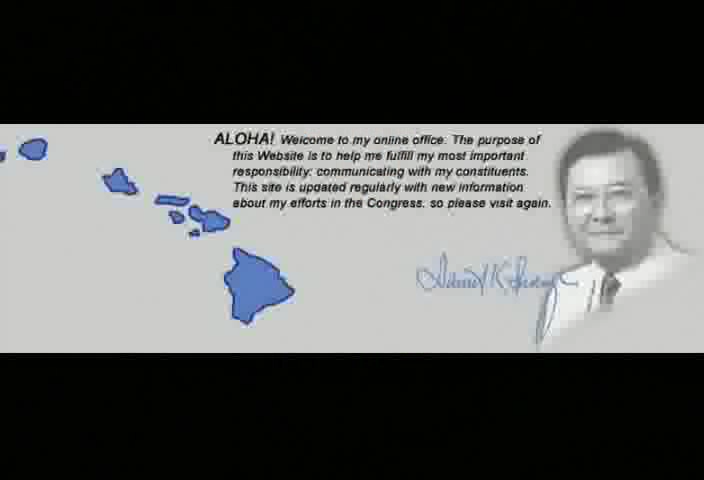 ALOHA! Welcome to my online office. The purpose of
this Website is to help me fulfill my most important
responsibility: communicating with my constituents.
This site is updated regularly with new information
about my efforts in the Congress, so please visit again.